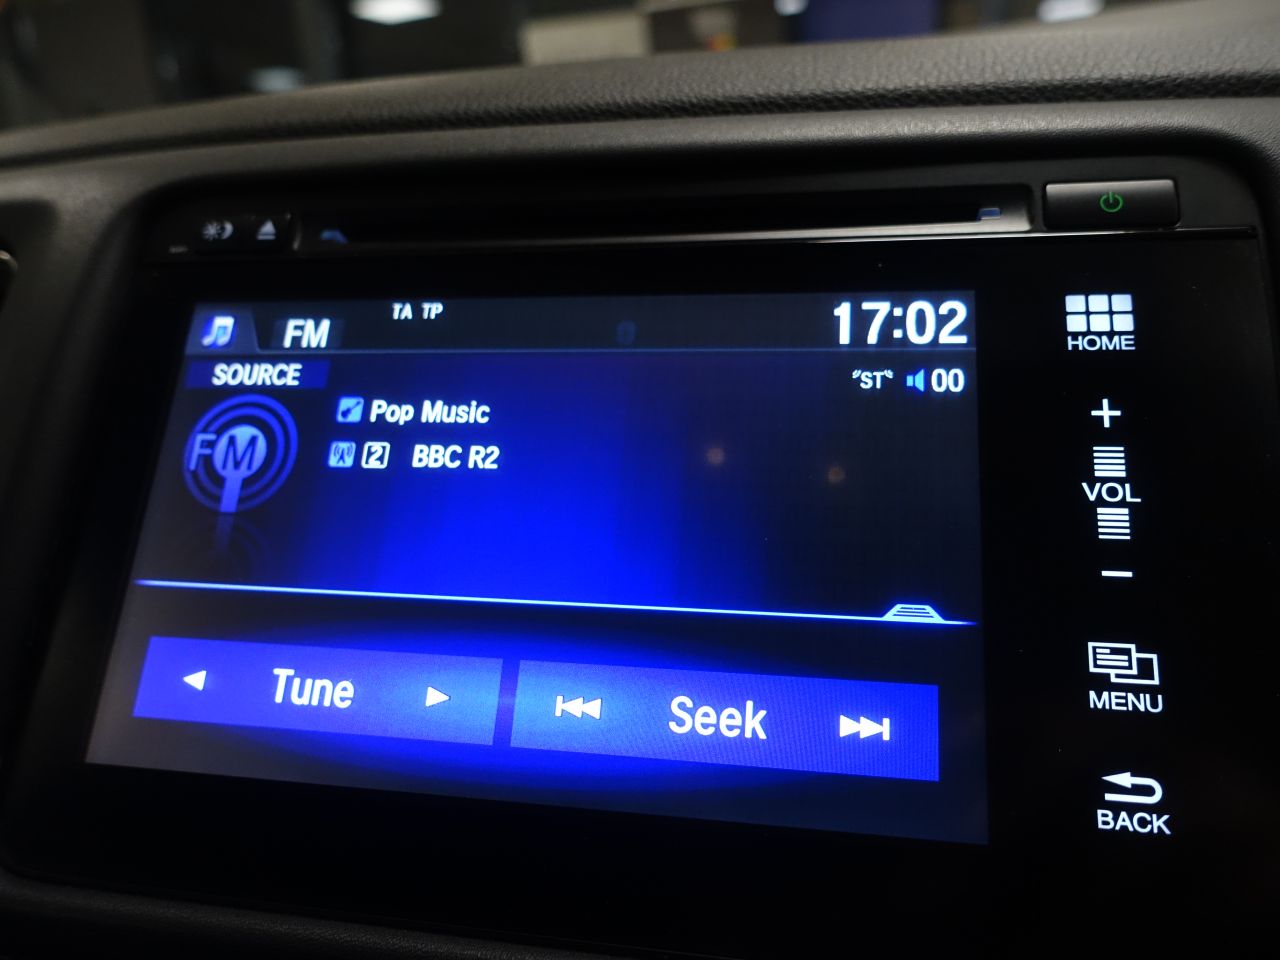 TA TP
FM
17:02
SOURCE
"ST" 00
FM
Pop Music
2 BBC R2
Tune
Seek
HOME
+
VOL
−
MENU
BACK